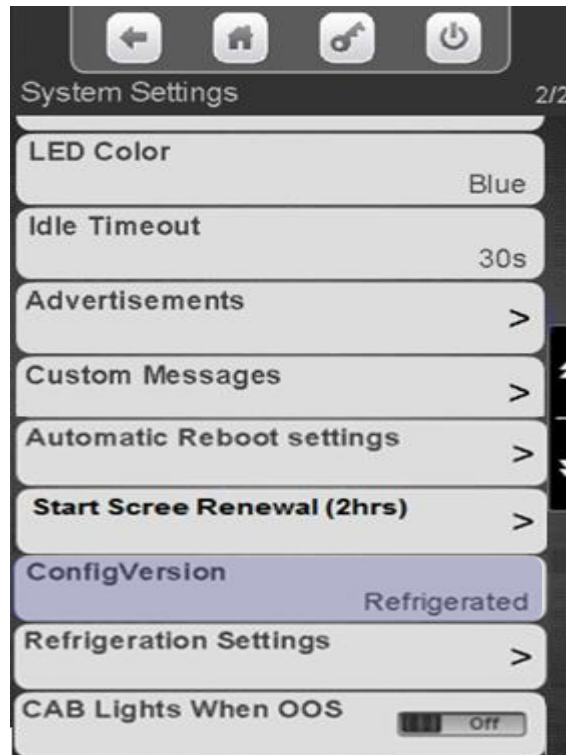 System Settings 2/2
LED Color
Blue
Idle Timeout
30s
Advertisements >
Custom Messages >
Automatic Reboot settings >
Start Scree Renewal (2hrs) >
ConfigVersion
Refrigerated
Refrigeration Settings >
CAB Lights When OOS Off